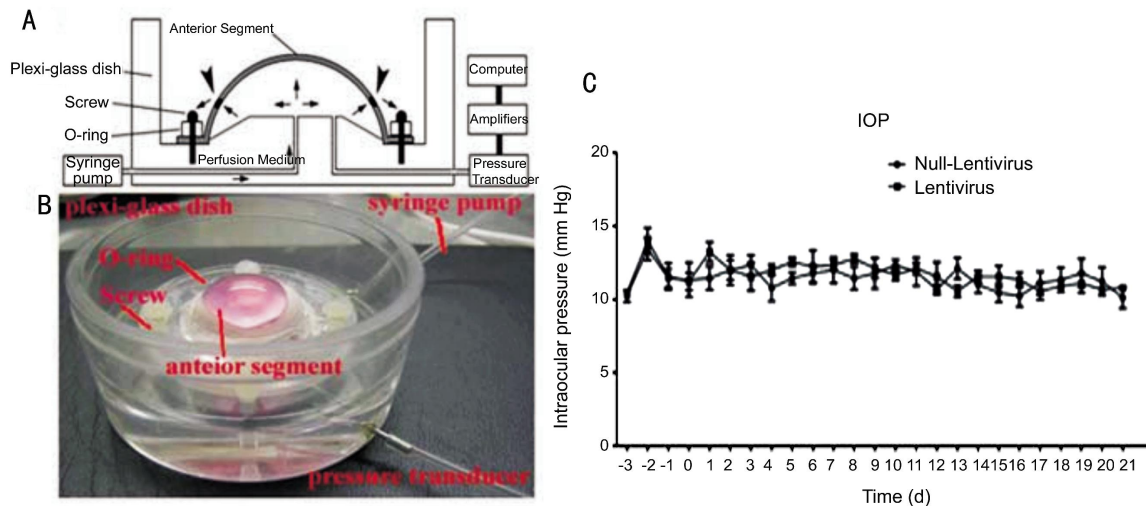 A
Anterior Segment
Plexi-glass dish
Screw
O-ring
Syringe
pump
Perfusion Medium
Computer
Amplifiers
Pressure
Transducer
B
plexi-glass dish
syringe pump
O-ring
Screw
anteior segment
pressure transducer
C
IOP
Null-Lentivirus
Lentivirus
Intraocular pressure (mm Hg)
20
15
10
5
0
-3 -2 -1 0 1 2 3 4 5 6 7 8 9 10 11 12 13 14 15 16 17 18 19 20 21
Time (d)